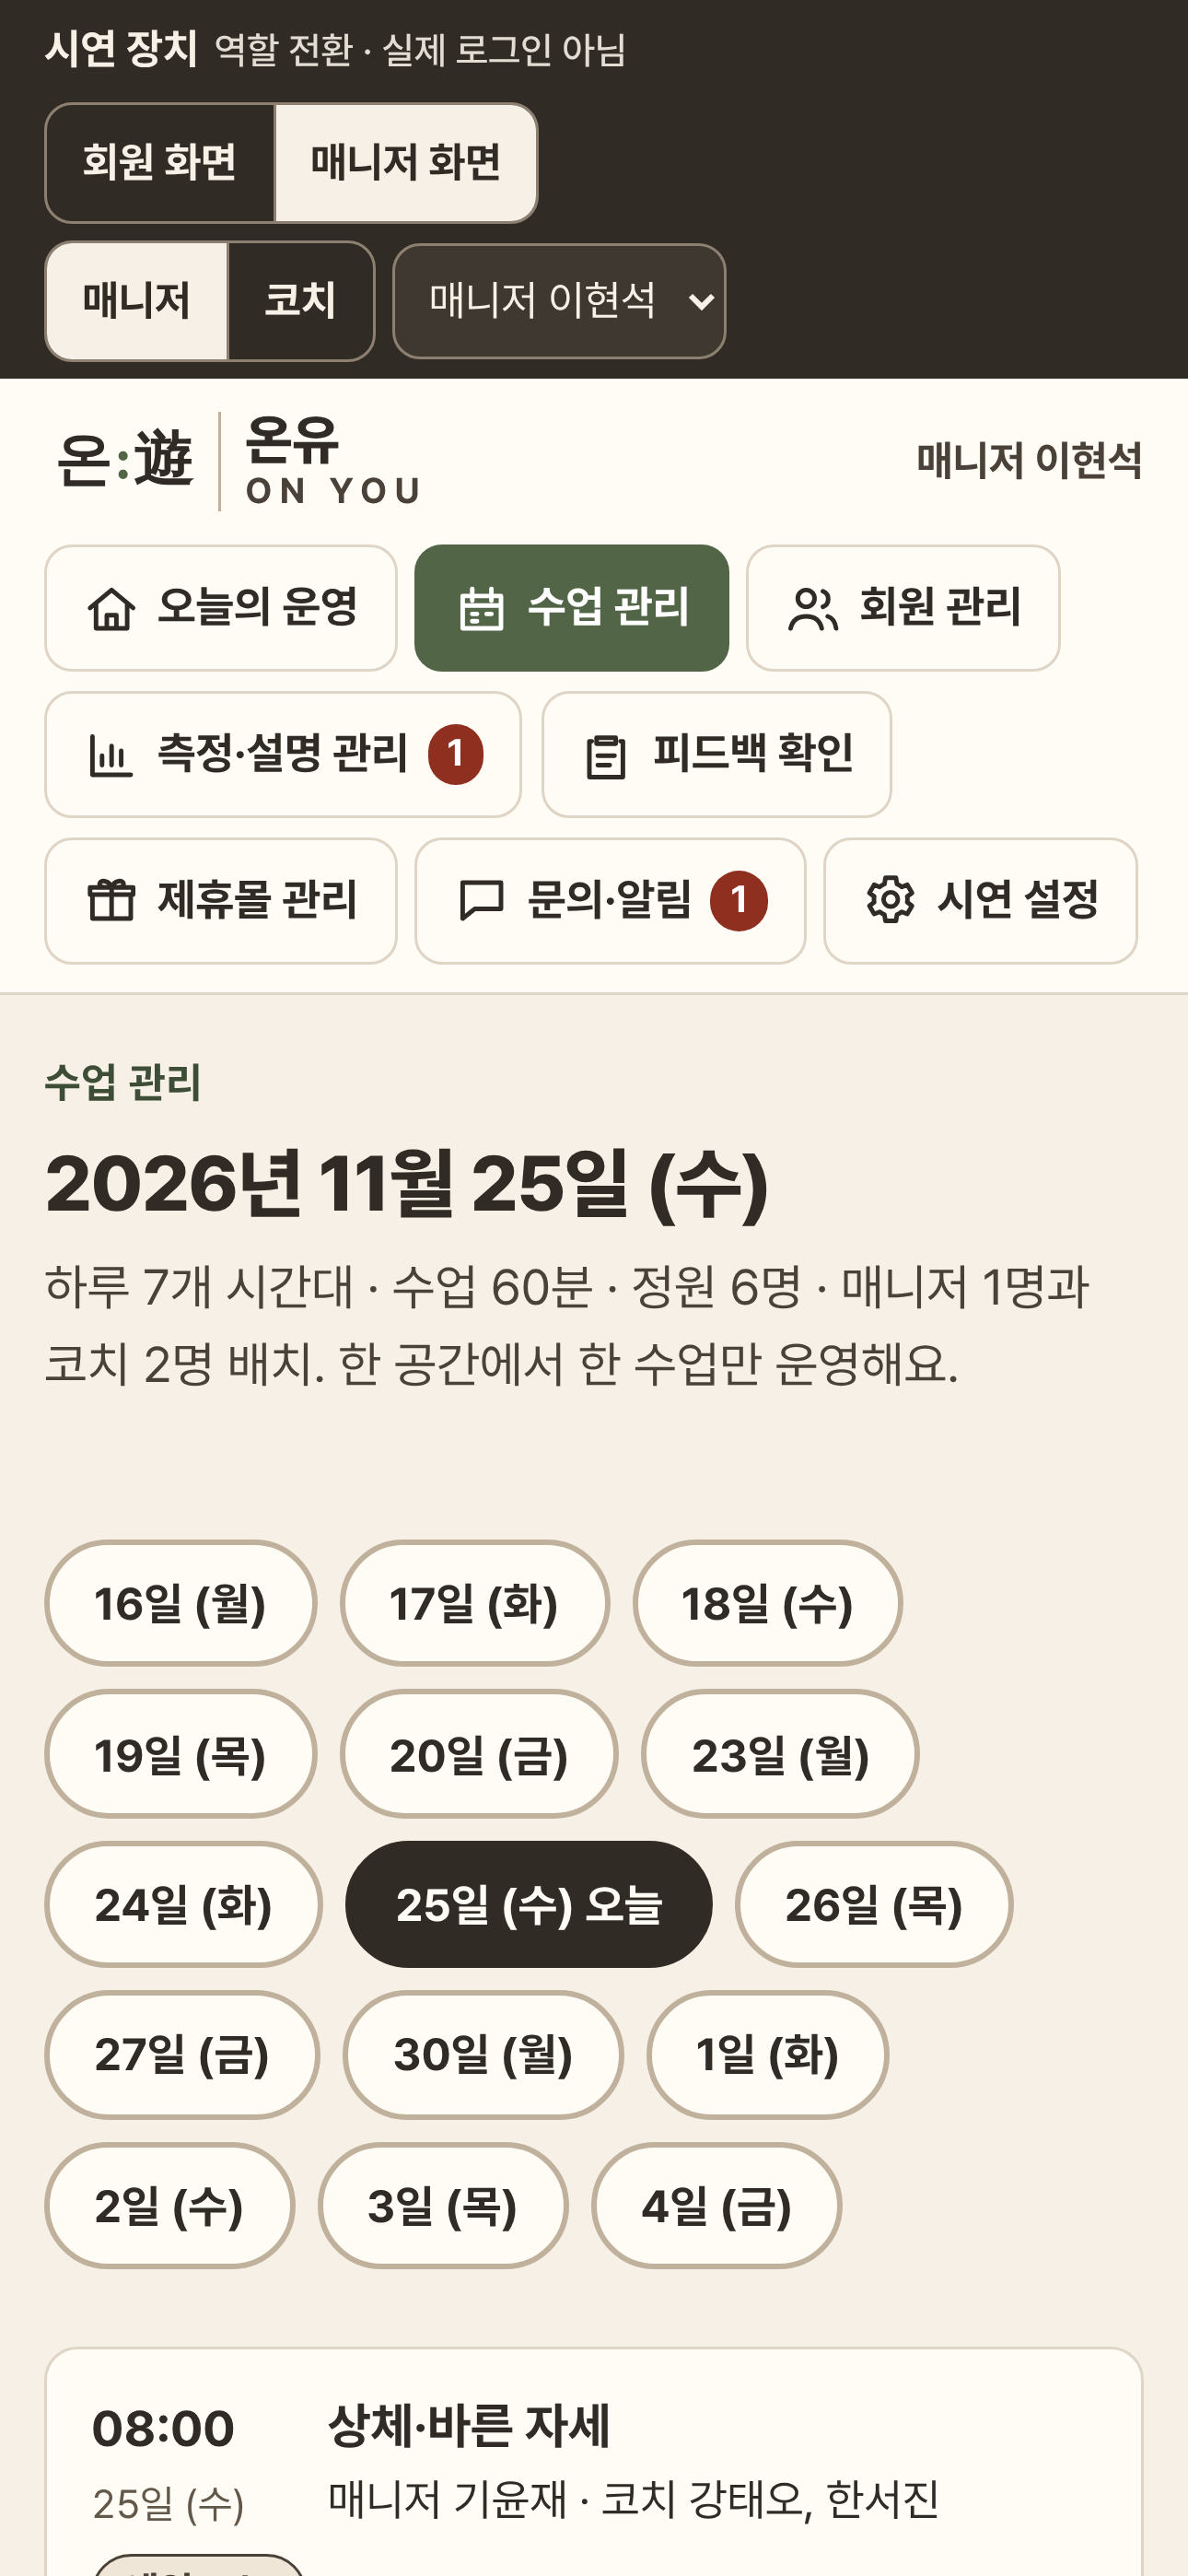 시연 장치 역할 전환 · 실제 로그인 아님
회원 화면 매니저 화면
매니저 코치 매니저 이현석
온:遊 온유 매니저 이현석
ON YOU
오늘의 운영 수업 관리 회원 관리
측정·설명 관리 1 피드백 확인
제휴몰 관리 문의·알림 1 시연 설정
수업 관리
2026년 11월 25일 (수)
하루 7개 시간대 · 수업 60분 · 정원 6명 · 매니저 1명과
코치 2명 배치. 한 공간에서 한 수업만 운영해요.
16일 (월) 17일 (화) 18일 (수)
19일 (목) 20일 (금) 23일 (월)
24일 (화) 25일 (수) 오늘 26일 (목)
27일 (금) 30일 (월) 1일 (화)
2일 (수) 3일 (목) 4일 (금)
08:00 상체·바른 자세
25일 (수) 매니저 기윤재 · 코치 강태오, 한서진